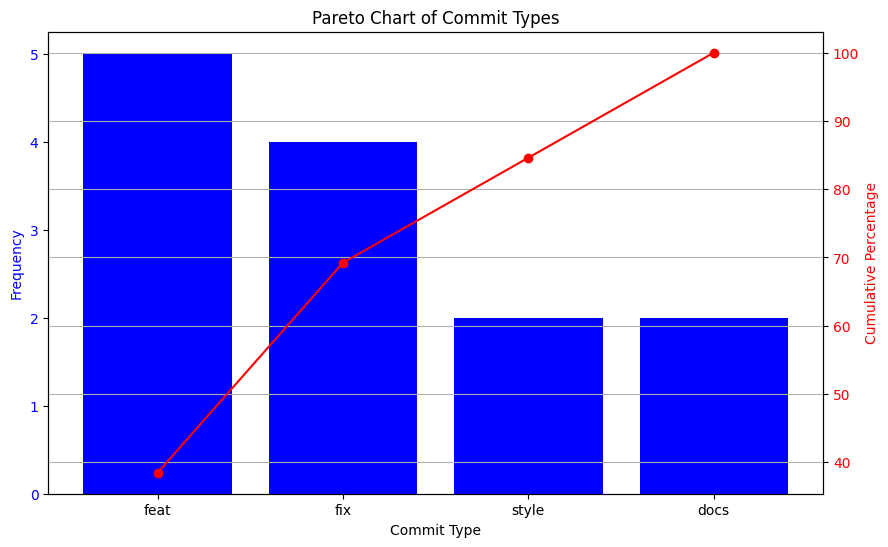 Pareto Chart of Commit Types
Frequency
5
4
3
2
1
0
feat fix style docs
Commit Type
100
90
80
70
60
50
40
Cumulative Percentage